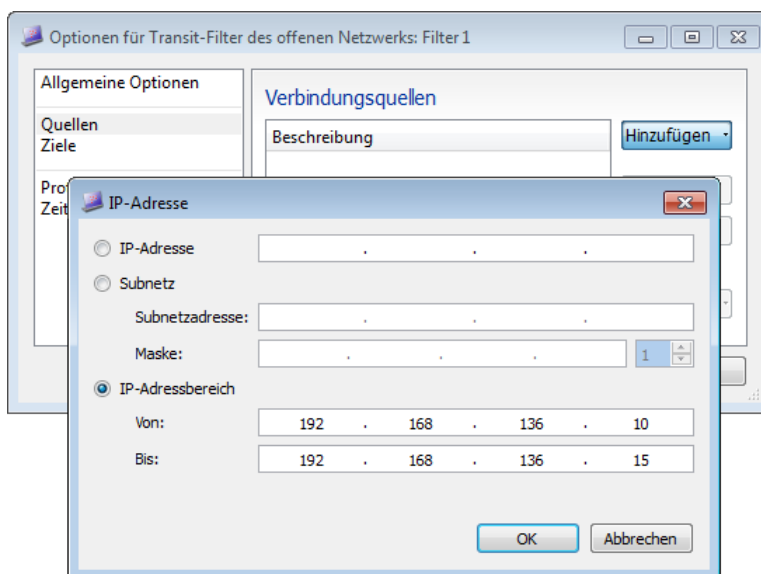 Optionen für Transit-Filter des offenen Netzwerks: Filter 1
Allgemeine Optionen
Quellen
Ziele
Verbindungsquellen
Beschreibung
Hinzufügen
IP-Adresse
IP-Adresse . . .
Subnetz
Subnetzadresse: . . .
Maske: . . . 1
IP-Adressbereich
Von: 192 . 168 . 136 . 10
Bis: 192 . 168 . 136 . 15
OK Abbrechen